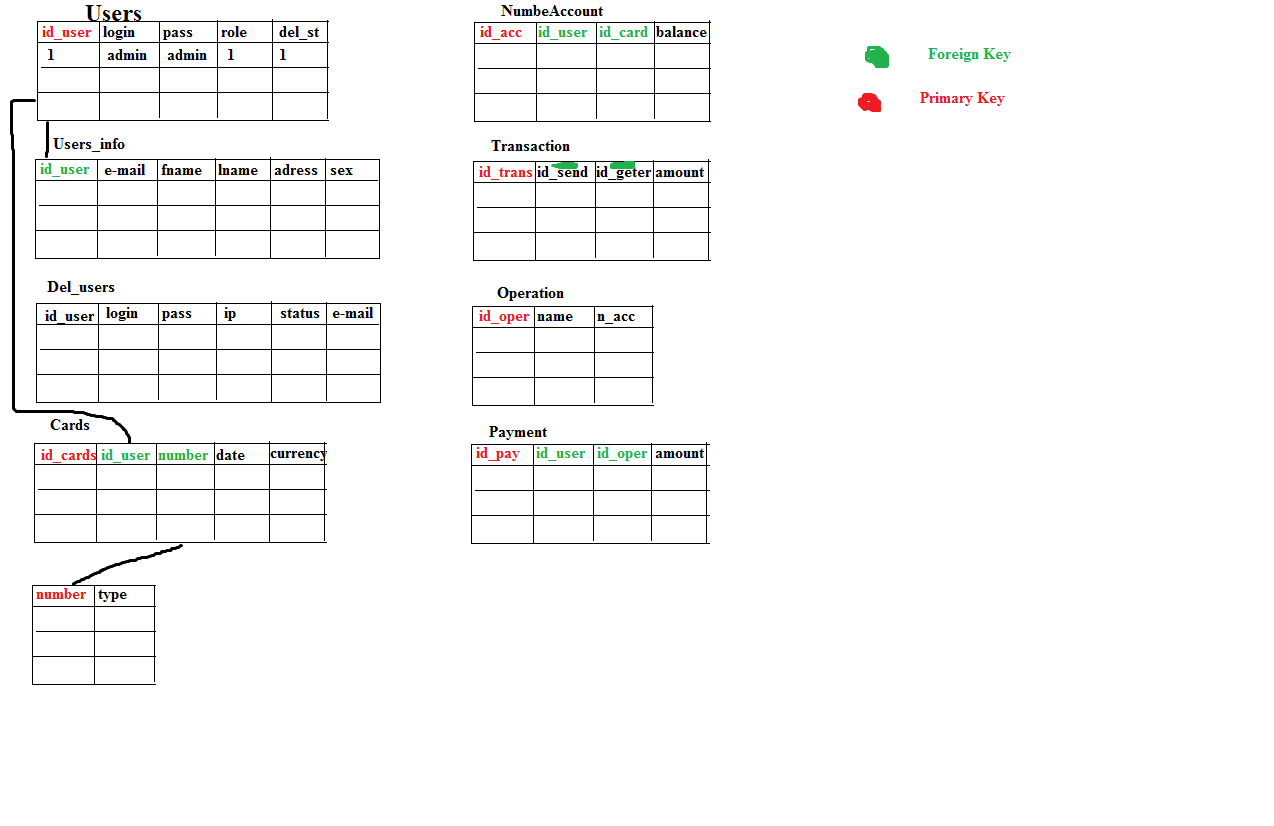 Users
id_user login pass role del_st
1 admin admin 1 1
Users_info
id_user e-mail fname lname adress sex
Del_users
id_user login pass ip status e-mail
Cards
id_cards id_user number date currency
number type
NumbeAccount
id_acc id_user id_card balance
Transaction
id_trans id_send id_geter amount
Operation
id_oper name n_acc
Payment
id_pay id_user id_oper amount
Foreign Key
Primary Key